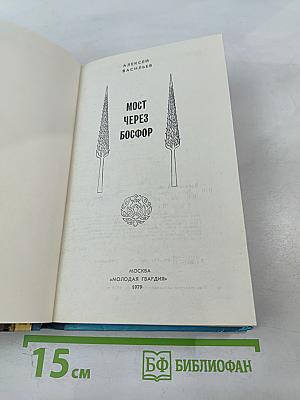 АЛЕКСЕЙ
ВАСИЛЬЕВ
МОСТ
ЧЕРЕЗ
БОСФОР
МОСКВА
«МОЛОДАЯ ГВАРДИЯ»
1979
15 СМ
БФ БИБЛИОФАН